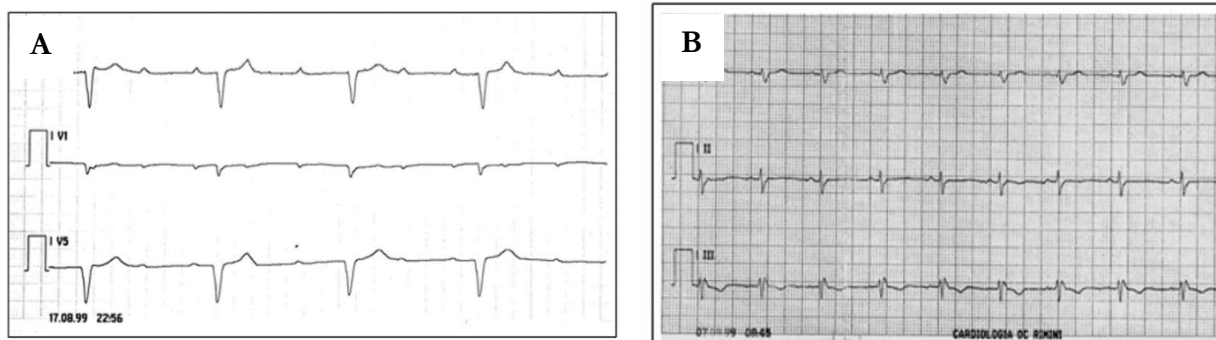 A
I V1
I V5
17.08.99 22:56
B
I II
I III
CARDIOLOGIA OC RIMINI